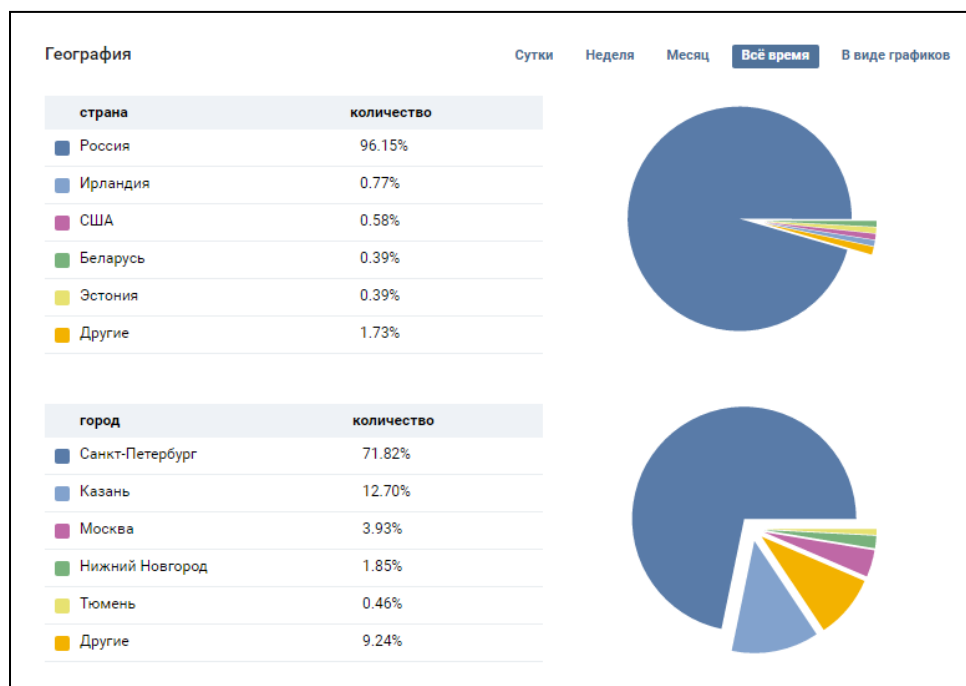 География Сутки Неделя Месяц Всё время В виде графиков
страна количество
Россия 96.15%
Ирландия 0.77%
США 0.58%
Беларусь 0.39%
Эстония 0.39%
Другие 1.73%
город количество
Санкт-Петербург 71.82%
Казань 12.70%
Москва 3.93%
Нижний Новгород 1.85%
Тюмень 0.46%
Другие 9.24%